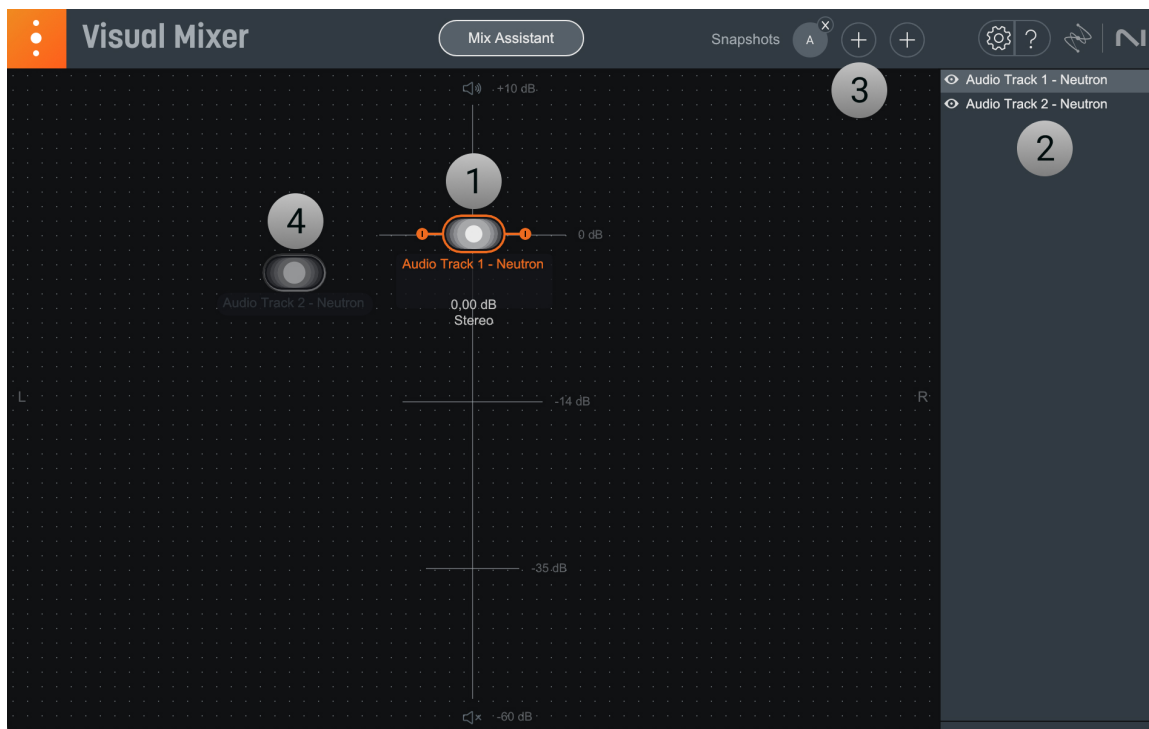 Visual Mixer
Mix Assistant
Snapshots
A
X
+
+
?
+10 dB
3
Audio Track 1 - Neutron
Audio Track 2 - Neutron
2
1
4
0 dB
Audio Track 1 - Neutron
Audio Track 2 - Neutron
0,00 dB
Stereo
L
-14 dB
R
-35 dB
-60 dB